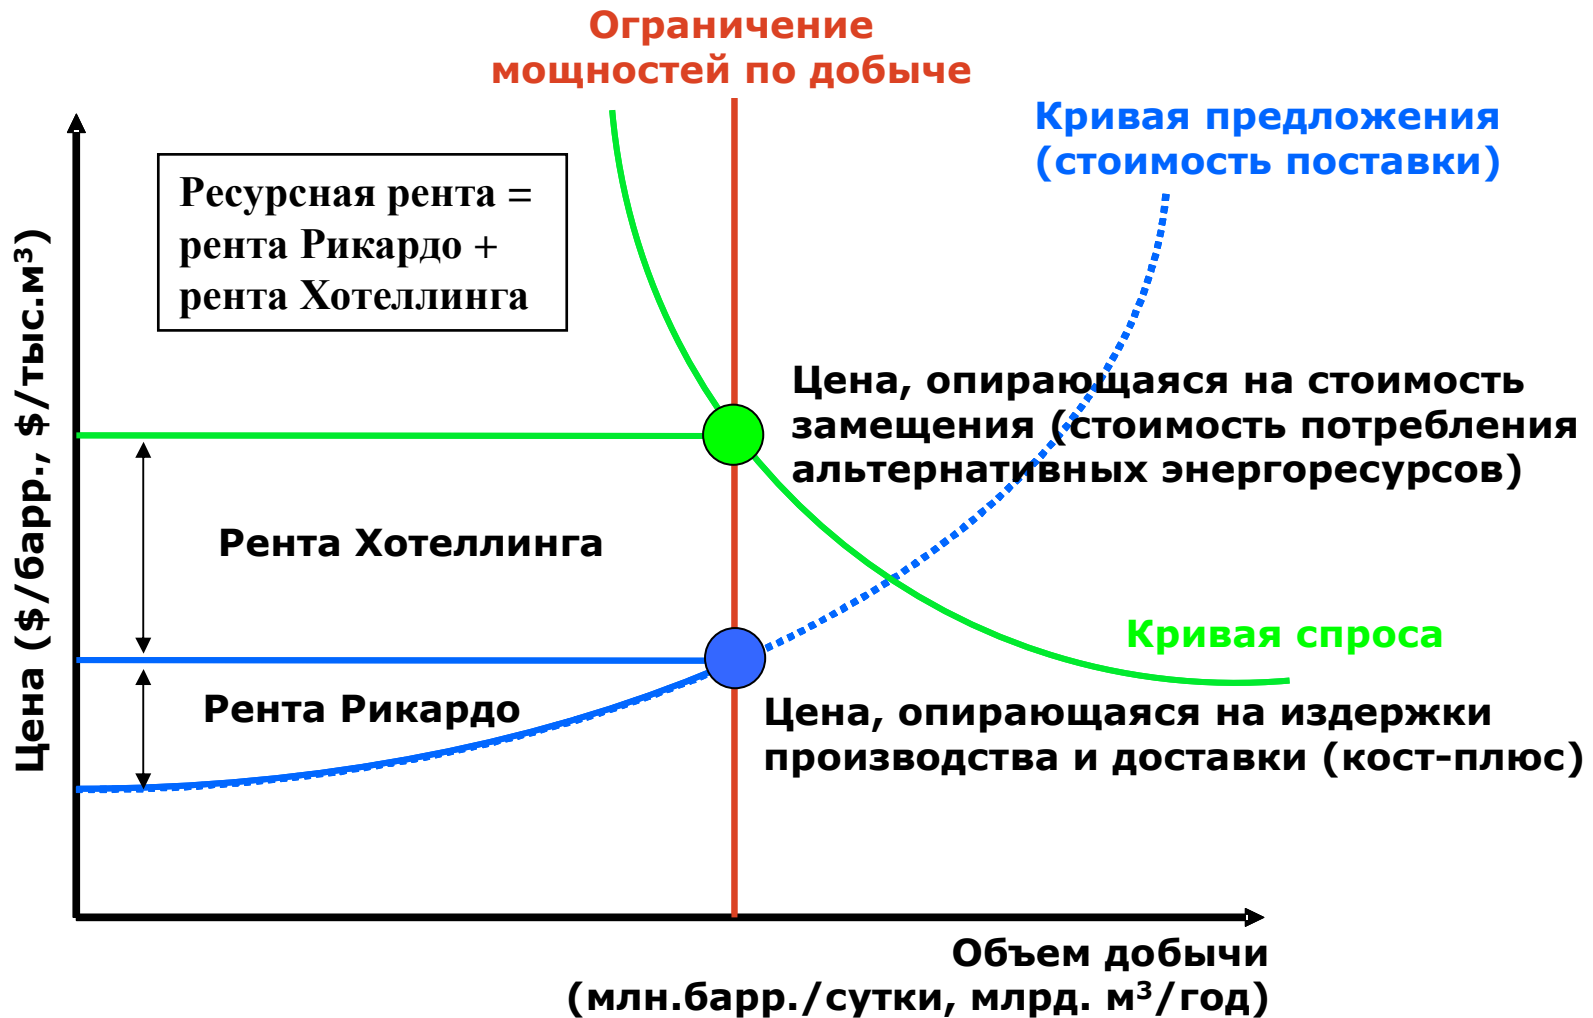 Ограничение
мощностей по добыче
Кривая предложения
(стоимость поставки)
Ресурсная рента =
рента Рикардо +
рента Хотеллинга
Цена ($/барр., $/тыс.м³)
Цена, опирающаяся на стоимость
замещения (стоимость потребления
альтернативных энергоресурсов)
Рента Хотеллинга
Кривая спроса
Рента Рикардо
Цена, опирающаяся на издержки
производства и доставки (кост-плюс)
Объем добычи
(млн.барр./сутки, млрд. м³/год)